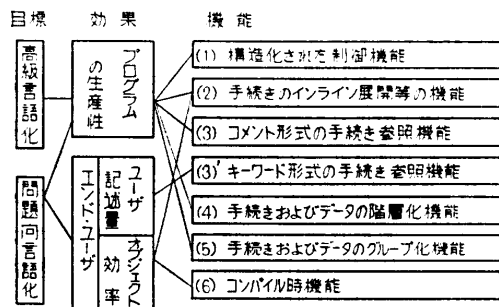 目標 効果 機能
高級言語化
問題向言語化
プログラム
の生産性
エンド・ユーザ
ユーザ
記述量
オブジェクト
効率
(1) 構造化された制御機能
(2) 手続きのインライン展開等の機能
(3) コメント形式の手続き参照機能
(3)' キーワード形式の手続き参照機能
(4) 手続きおよびデータの階層化機能
(5) 手続きおよびデータのグループ化機能
(6) コンパイル時機能